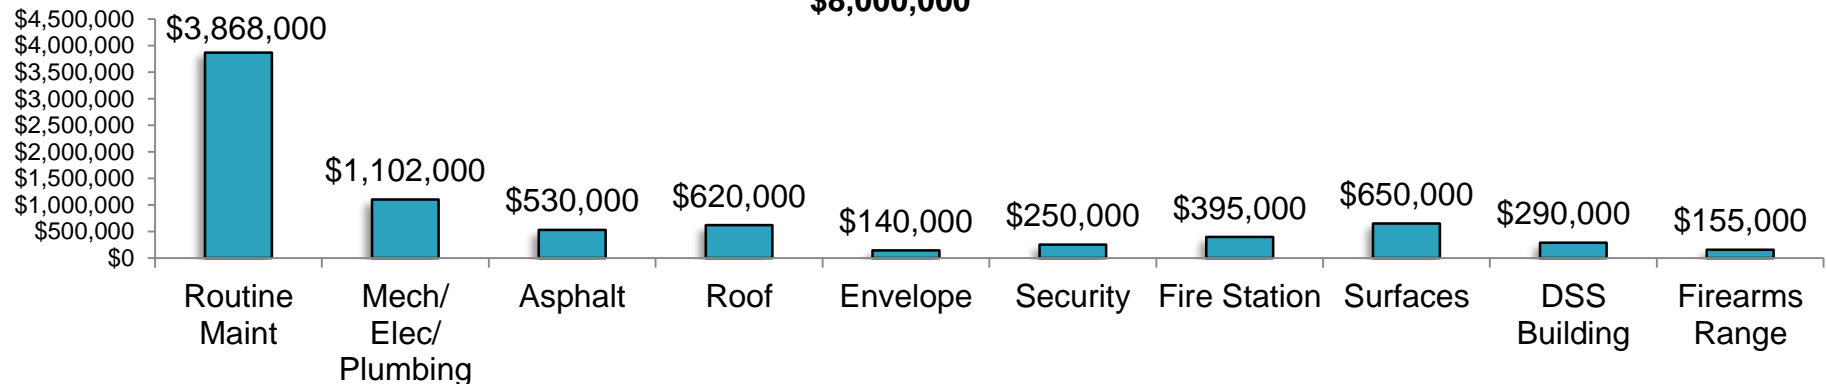 $8,000,000
$4,500,000
$4,000,000
$3,500,000
$3,000,000
$2,500,000
$2,000,000
$1,500,000
$1,000,000
$500,000
$0
$3,868,000
$1,102,000
$530,000
$620,000
$140,000
$250,000
$395,000
$650,000
$290,000
$155,000
Routine
Maint
Mech/
Elec/
Plumbing
Asphalt
Roof
Envelope
Security
Fire Station
Surfaces
DSS
Building
Firearms
Range